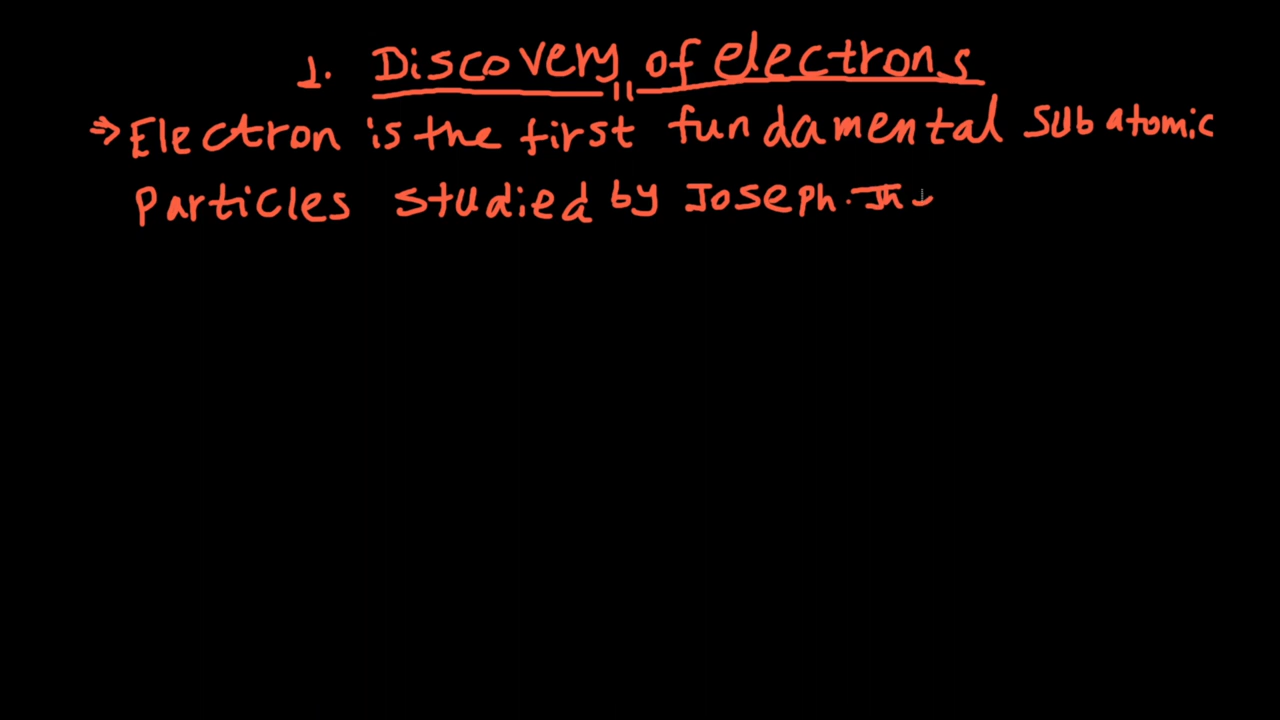 1. Discovery of electrons
⇒ Electron is the first fundamental subatomic
Particles studied by Joseph.